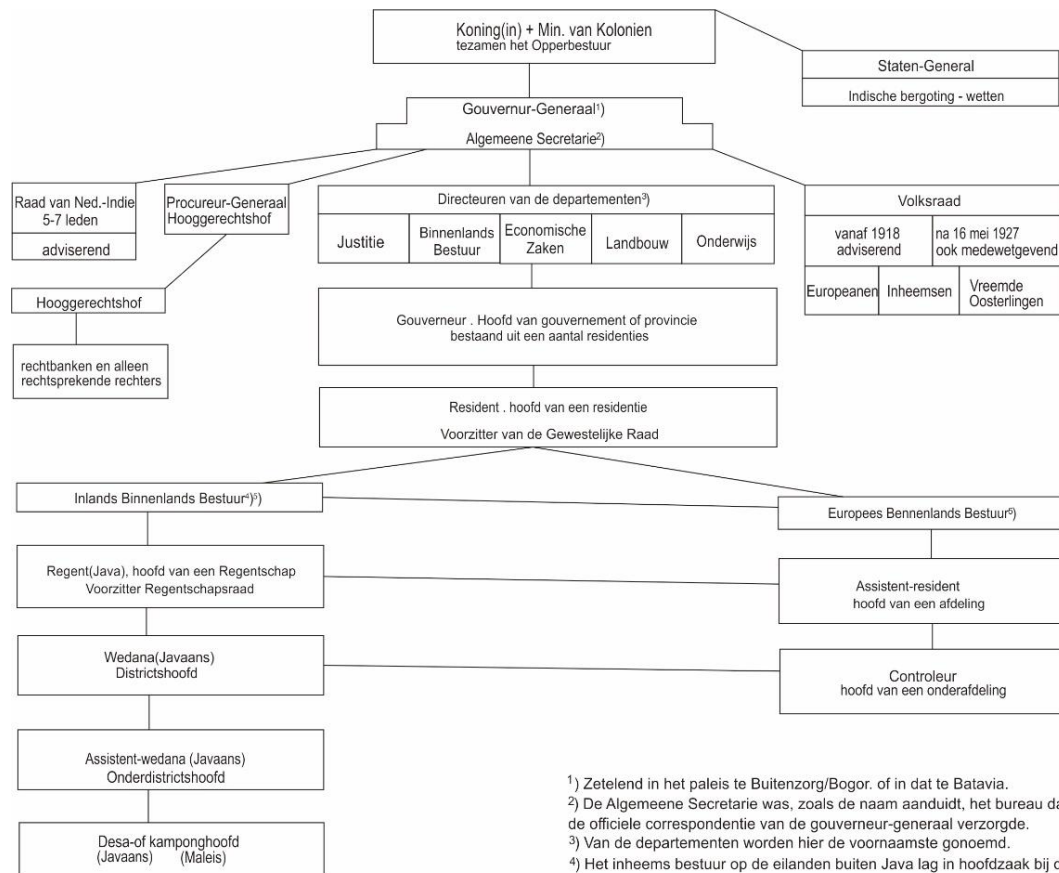 Koning(in) + Min. van Kolonien
tezamen het Opperbestuur
Staten-General
Indische bergoting - wetten
Gouvernur-Generaal¹)
Algemeene Secretarie²)
Raad van Ned.-Indie
5-7 leden
adviserend
Procureur-Generaal
Hooggerechtshof
Directeuren van de departementen³)
Justitie
Binnenlands
Bestuur
Economische
Zaken
Landbouw
Onderwijs
Volksraad
vanaf 1918
adviserend
na 16 mei 1927
ook medewetgevend
Europeanen
Inheemsen
Vreemde
Oosterlingen
Hooggerechtshof
rechtbanken en alleen
rechtsprekende rechters
Gouverneur . Hoofd van gouvernement of provincie
bestaand uit een aantal residenties
Resident . hoofd van een residentie
Voorzitter van de Gewestelijke Raad
Inlands Binnenlands Bestuur⁴)⁵)
Europees Bennenlands Bestuur⁶)
Regent(Java), hoofd van een Regentschap
Voorzitter Regentschapsraad
Assistent-resident
hoofd van een afdeling
Wedana(Javaans)
Districtshoofd
Controleur
hoofd van een onderafdeling
Assistent-wedana (Javaans)
Onderdistrictshoofd
Desa-of kamponghoofd
(Javaans) (Maleis)
¹) Zetelend in het paleis te Buitenzorg/Bogor. of in dat te Batavia.
²) De Algemeene Secretarie was, zoals de naam aanduidt, het bureau da
de officiele correspondentie van de gouverneur-generaal verzorgde.
³) Van de departementen worden hier de voornaamste gonoemd.
⁴) Het inheems bestuur op de eilanden buiten Java lag in hoofdzaak bij